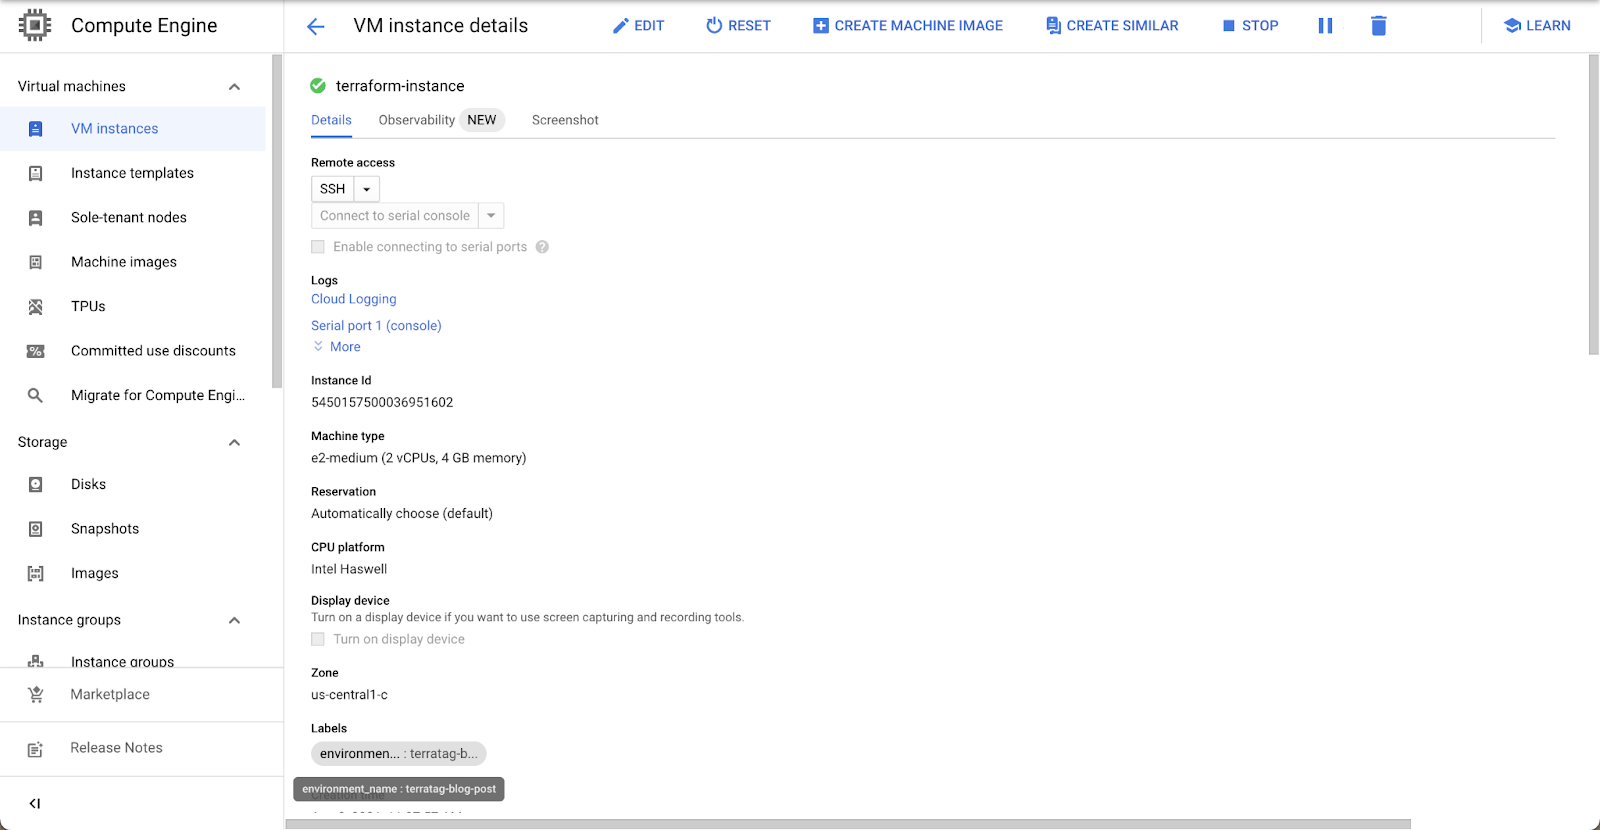 Compute Engine
VM instance details
EDIT
RESET
CREATE MACHINE IMAGE
CREATE SIMILAR
STOP
LEARN
Virtual machines
VM instances
Instance templates
Sole-tenant nodes
Machine images
TPUs
Committed use discounts
Migrate for Compute Engi...
Storage
Disks
Snapshots
Images
Instance groups
Instance groups
Marketplace
Release Notes
terraform-instance
Details Observability NEW Screenshot
Remote access
SSH
Connect to serial console
Enable connecting to serial ports
Logs
Cloud Logging
Serial port 1 (console)
More
Instance Id
5450157500036951602
Machine type
e2-medium (2 vCPUs, 4 GB memory)
Reservation
Automatically choose (default)
CPU platform
Intel Haswell
Display device
Turn on a display device if you want to use screen capturing and recording tools.
Turn on display device
Zone
us-central1-c
Labels
environmen... : terratag-b...
environment_name : terratag-blog-post
Creation time